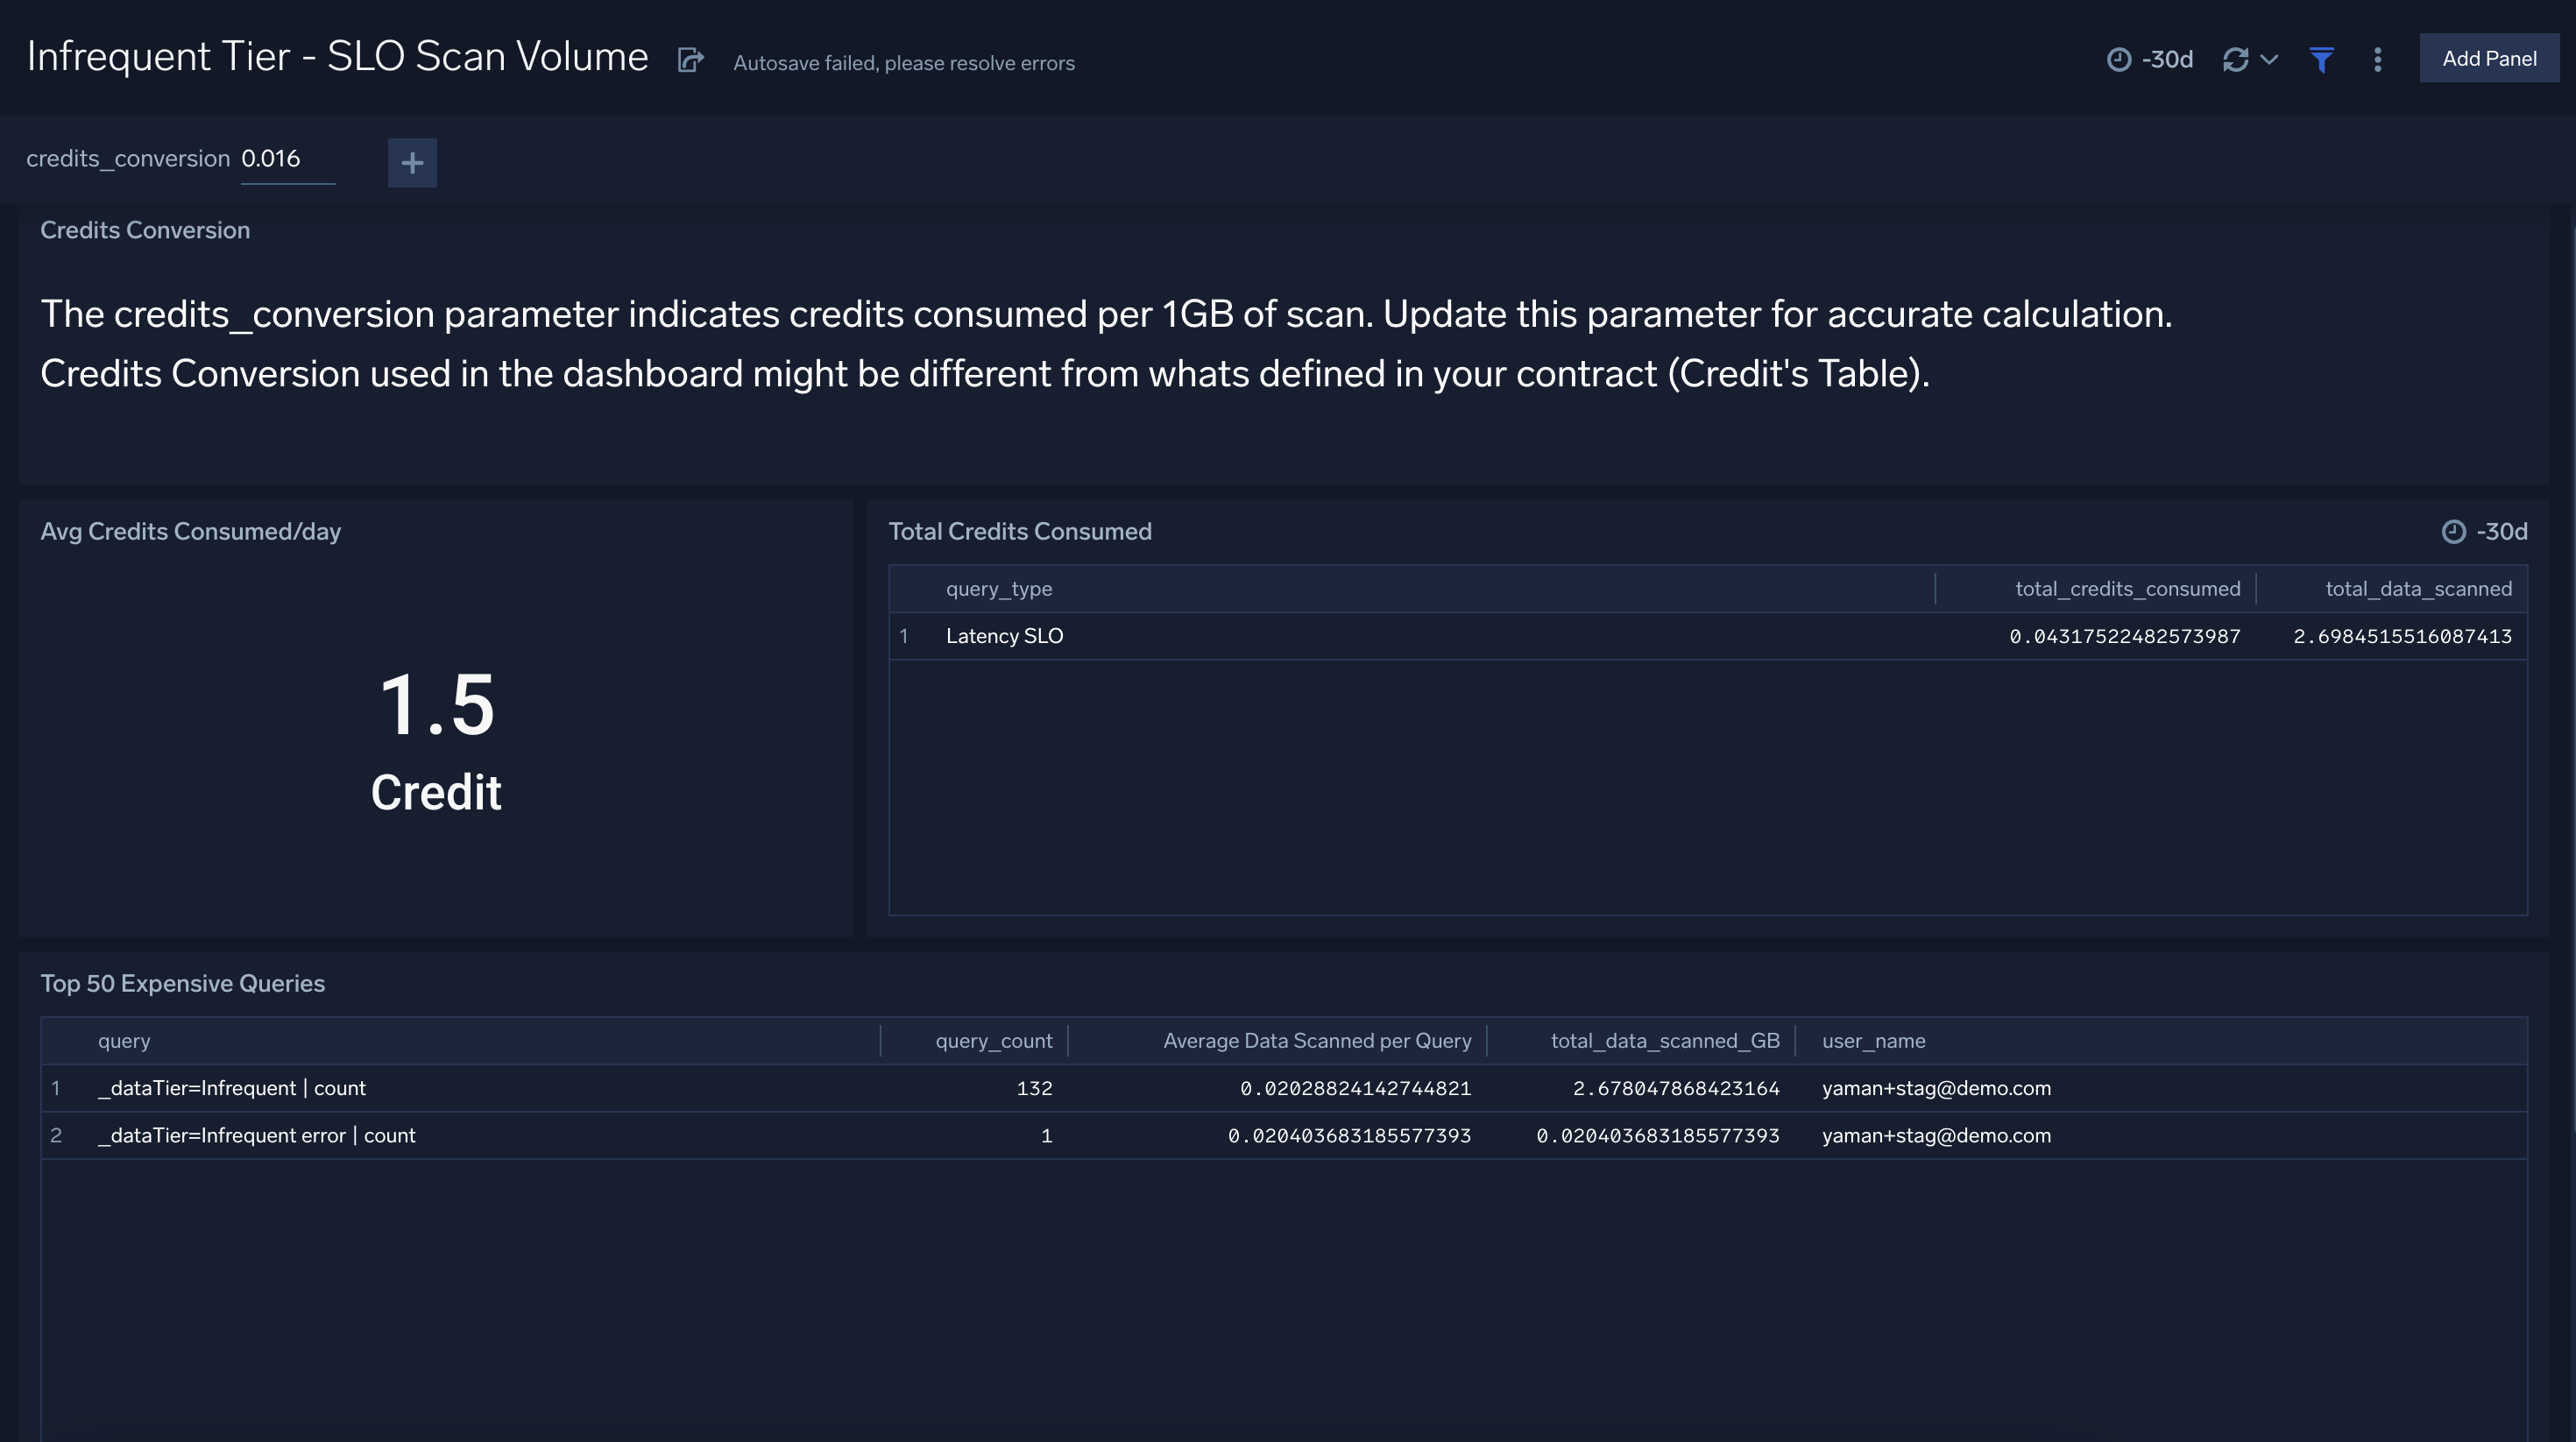 Infrequent Tier - SLO Scan Volume Autosave failed, please resolve errors -30d Add Panel
credits_conversion 0.016 +
Credits Conversion
The credits_conversion parameter indicates credits consumed per 1GB of scan. Update this parameter for accurate calculation.
Credits Conversion used in the dashboard might be different from whats defined in your contract (Credit's Table).
Avg Credits Consumed/day
1.5
Credit
Total Credits Consumed -30d
query_type total_credits_consumed total_data_scanned
1 Latency SLO 0.04317522482573987 2.6984515516087413
Top 50 Expensive Queries
query query_count Average Data Scanned per Query total_data_scanned_GB user_name
1 _dataTier=Infrequent | count 132 0.02028824142744821 2.678047868423164 yaman+stag@demo.com
2 _dataTier=Infrequent error | count 1 0.020403683185577393 0.020403683185577393 yaman+stag@demo.com